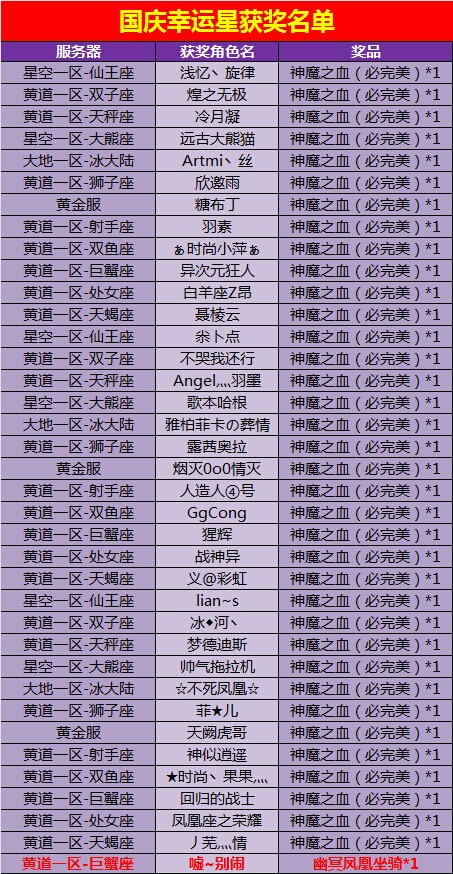 国庆幸运星获奖名单
服务器 获奖角色名 奖品
星空一区-仙王座 浅忆丶旋律 神魔之血（必完美）*1
黄道一区-双子座 煌之无极 神魔之血（必完美）*1
黄道一区-天秤座 冷月凝 神魔之血（必完美）*1
星空一区-大熊座 远古大熊猫 神魔之血（必完美）*1
大地一区-冰大陆 Artmi丶丝 神魔之血（必完美）*1
黄道一区-狮子座 欣邀雨 神魔之血（必完美）*1
黄金服 糖布丁 神魔之血（必完美）*1
黄道一区-射手座 羽素 神魔之血（必完美）*1
黄道一区-双鱼座 ぁ时尚小萍ぁ 神魔之血（必完美）*1
黄道一区-巨蟹座 异次元狂人 神魔之血（必完美）*1
黄道一区-处女座 白羊座Z昂 神魔之血（必完美）*1
黄道一区-天蝎座 聂棱云 神魔之血（必完美）*1
星空一区-仙王座 尜卜点 神魔之血（必完美）*1
黄道一区-双子座 不哭我还行 神魔之血（必完美）*1
黄道一区-天秤座 Angel灬羽墨 神魔之血（必完美）*1
星空一区-大熊座 歌本哈根 神魔之血（必完美）*1
大地一区-冰大陆 雅柏菲卡の葬情 神魔之血（必完美）*1
黄道一区-狮子座 露茜奥拉 神魔之血（必完美）*1
黄金服 烟灭0o0情灭 神魔之血（必完美）*1
黄道一区-射手座 人造人④号 神魔之血（必完美）*1
黄道一区-双鱼座 GgCong 神魔之血（必完美）*1
黄道一区-巨蟹座 猩辉 神魔之血（必完美）*1
黄道一区-处女座 战神异 神魔之血（必完美）*1
黄道一区-天蝎座 义@彩虹 神魔之血（必完美）*1
星空一区-仙王座 lian~s 神魔之血（必完美）*1
黄道一区-双子座 冰◆河丶 神魔之血（必完美）*1
黄道一区-天秤座 梦德迪斯 神魔之血（必完美）*1
星空一区-大熊座 帅气拖拉机 神魔之血（必完美）*1
大地一区-冰大陆 ☆不死凤凰☆ 神魔之血（必完美）*1
黄道一区-狮子座 菲★儿 神魔之血（必完美）*1
黄金服 天阙虎哥 神魔之血（必完美）*1
黄道一区-射手座 神似逍遥 神魔之血（必完美）*1
黄道一区-双鱼座 ★时尚丶果果灬 神魔之血（必完美）*1
黄道一区-巨蟹座 回归的战士 神魔之血（必完美）*1
黄道一区-处女座 凤凰座之荣耀 神魔之血（必完美）*1
黄道一区-天蝎座 丿芜灬情 神魔之血（必完美）*1
黄道一区-巨蟹座 嘘~别闹 幽冥凤凰坐骑*1